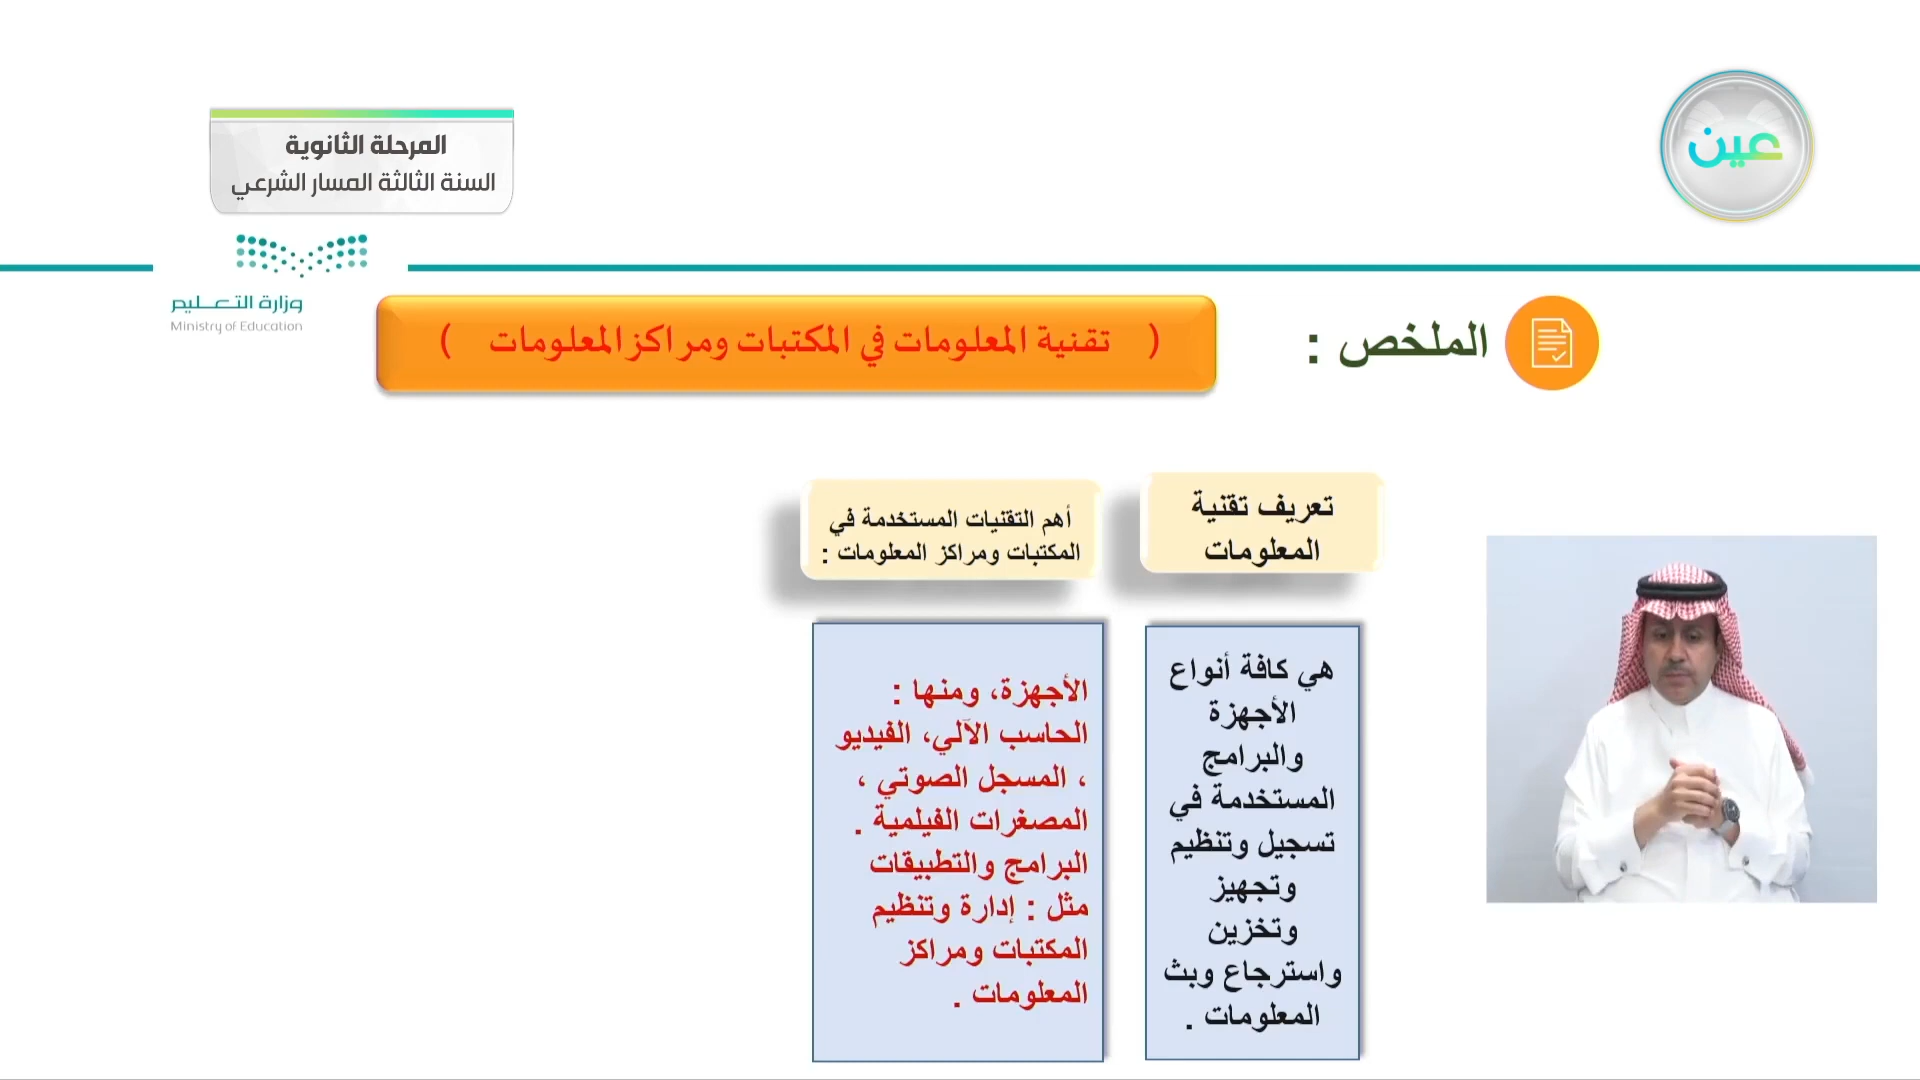 عين
المرحلة الثانوية
السنة الثالثة المسار الشرعي
وزارة التعليم
Ministry of Education
الملخص :
( تقنية المعلومات في المكتبات ومراكز المعلومات )
تعريف تقنية
المعلومات
هي كافة أنواع
الأجهزة
والبرامج
المستخدمة في
تسجيل وتنظيم
وتجهيز
وتخزين
واسترجاع وبث
المعلومات .
أهم التقنيات المستخدمة في
المكتبات ومراكز المعلومات :
الأجهزة، ومنها :
الحاسب الآلي، الفيديو
، المسجل الصوتي ،
المصغرات الفيلمية .
البرامج والتطبيقات
مثل : إدارة وتنظيم
المكتبات ومراكز
المعلومات .